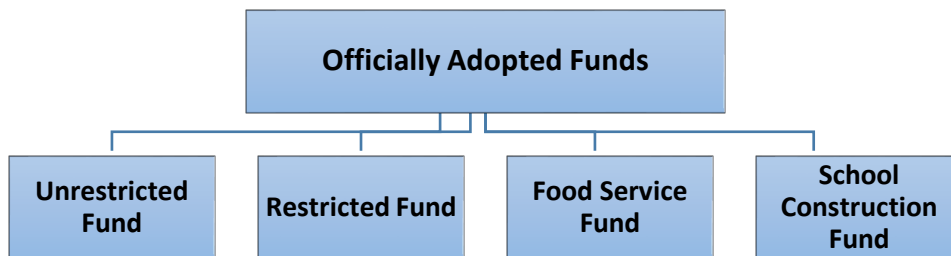 Officially Adopted Funds
Unrestricted
Fund
Restricted Fund
Food Service
Fund
School
Construction
Fund